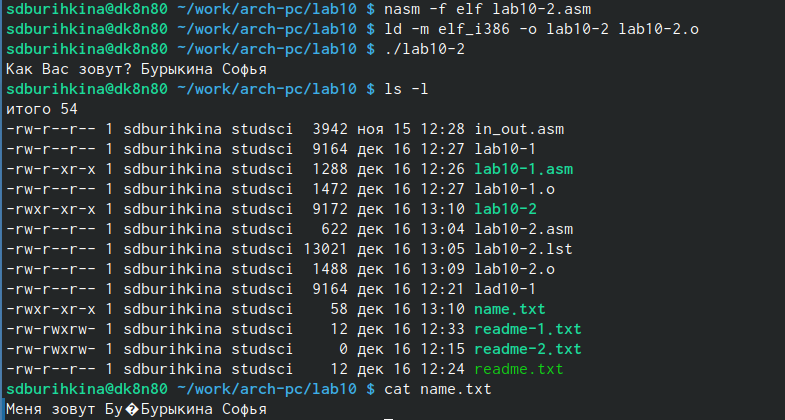 sdburihkina@dk8n80 ~/work/arch-pc/lab10 $ nasm -f elf lab10-2.asm
sdburihkina@dk8n80 ~/work/arch-pc/lab10 $ ld -m elf_i386 -o lab10-2 lab10-2.o
sdburihkina@dk8n80 ~/work/arch-pc/lab10 $ ./lab10-2
Как Вас зовут? Бурыкина Софья
sdburihkina@dk8n80 ~/work/arch-pc/lab10 $ ls -l
итого 54
-rw-r--r-- 1 sdburihkina studsci  3942 ноя 15 12:28 in_out.asm
-rw-r--r-- 1 sdburihkina studsci  9164 дек 16 12:27 lab10-1
-rw-r-xr-x 1 sdburihkina studsci  1288 дек 16 12:26 lab10-1.asm
-rw-r--r-- 1 sdburihkina studsci  1472 дек 16 12:27 lab10-1.o
-rwxr-xr-x 1 sdburihkina studsci  9172 дек 16 13:10 lab10-2
-rw-r--r-- 1 sdburihkina studsci   622 дек 16 13:04 lab10-2.asm
-rw-r--r-- 1 sdburihkina studsci 13021 дек 16 13:05 lab10-2.lst
-rw-r--r-- 1 sdburihkina studsci  1488 дек 16 13:09 lab10-2.o
-rw-r--r-- 1 sdburihkina studsci  9164 дек 16 12:21 lad10-1
-rwxr-xr-x 1 sdburihkina studsci    58 дек 16 13:10 name.txt
-rw-rwxrw- 1 sdburihkina studsci    12 дек 16 12:33 readme-1.txt
-rw-rwxrw- 1 sdburihkina studsci     0 дек 16 12:15 readme-2.txt
-rw-r--r-- 1 sdburihkina studsci    12 дек 16 12:24 readme.txt
sdburihkina@dk8n80 ~/work/arch-pc/lab10 $ cat name.txt
Меня зовут Бу�Бурыкина Софья